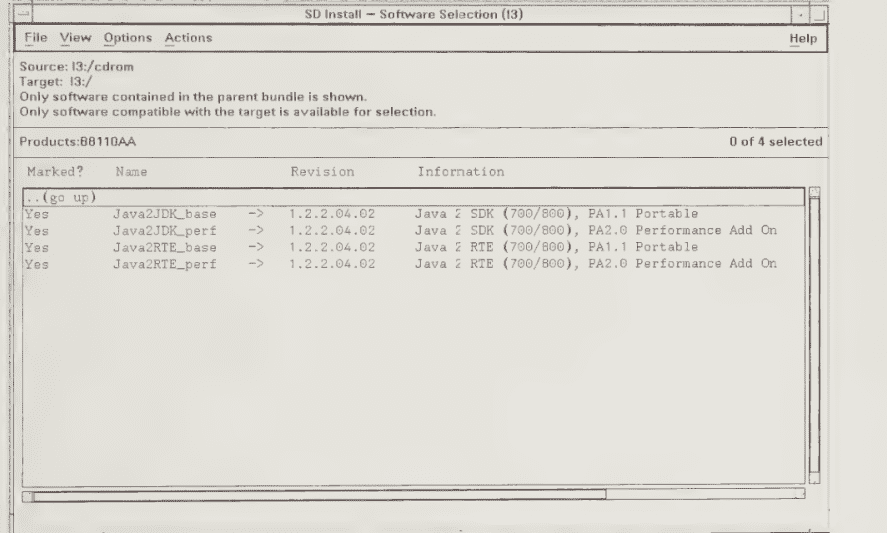 SD Install - Software Selection (l3)
File View Options Actions Help
Source: l3:/cdrom
Target: l3:/
Only software contained in the parent bundle is shown.
Only software compatible with the target is available for selection.
Products:B8110AA 0 of 4 selected
Marked? Name Revision Information
..(go up)
Yes Java2JDK_base -> 1.2.2.04.02 Java 2 SDK (700/800), PA1.1 Portable
Yes Java2JDK_perf -> 1.2.2.04.02 Java 2 SDK (700/800), PA2.0 Performance Add On
Yes Java2RTE_base -> 1.2.2.04.02 Java 2 RTE (700/800), PA1.1 Portable
Yes Java2RTE_perf -> 1.2.2.04.02 Java 2 RTE (700/800), PA2.0 Performance Add On